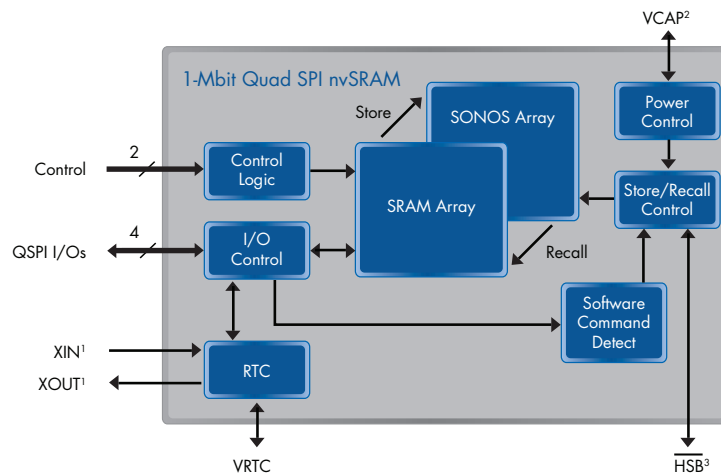 VCAP²
1-Mbit Quad SPI nvSRAM
Store
SONOS Array
Power
Control
2
Control
Control
Logic
SRAM Array
Store/Recall
Control
4
QSPI I/Os
I/O
Control
Recall
Software
Command
Detect
XIN¹
XOUT¹
RTC
VRTC
H̅S̅B̅³